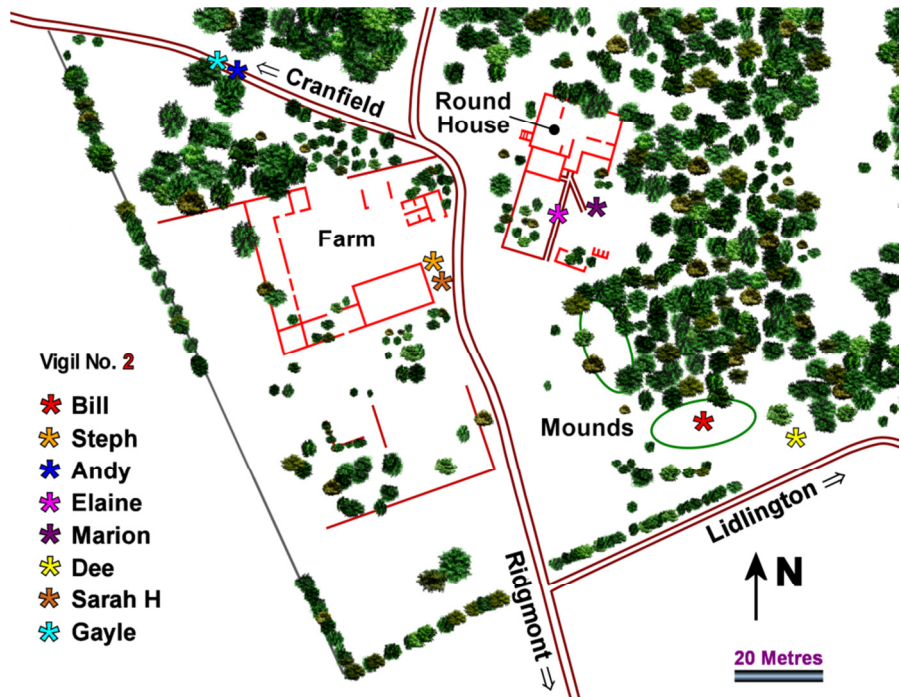 ⇐ Cranfield
Round
House
Farm
Vigil No. 2
Bill
Steph
Andy
Elaine
Marion
Dee
Sarah H
Gayle
Mounds
Lidlington ⇒
Ridgmont ⇒
N
20 Metres